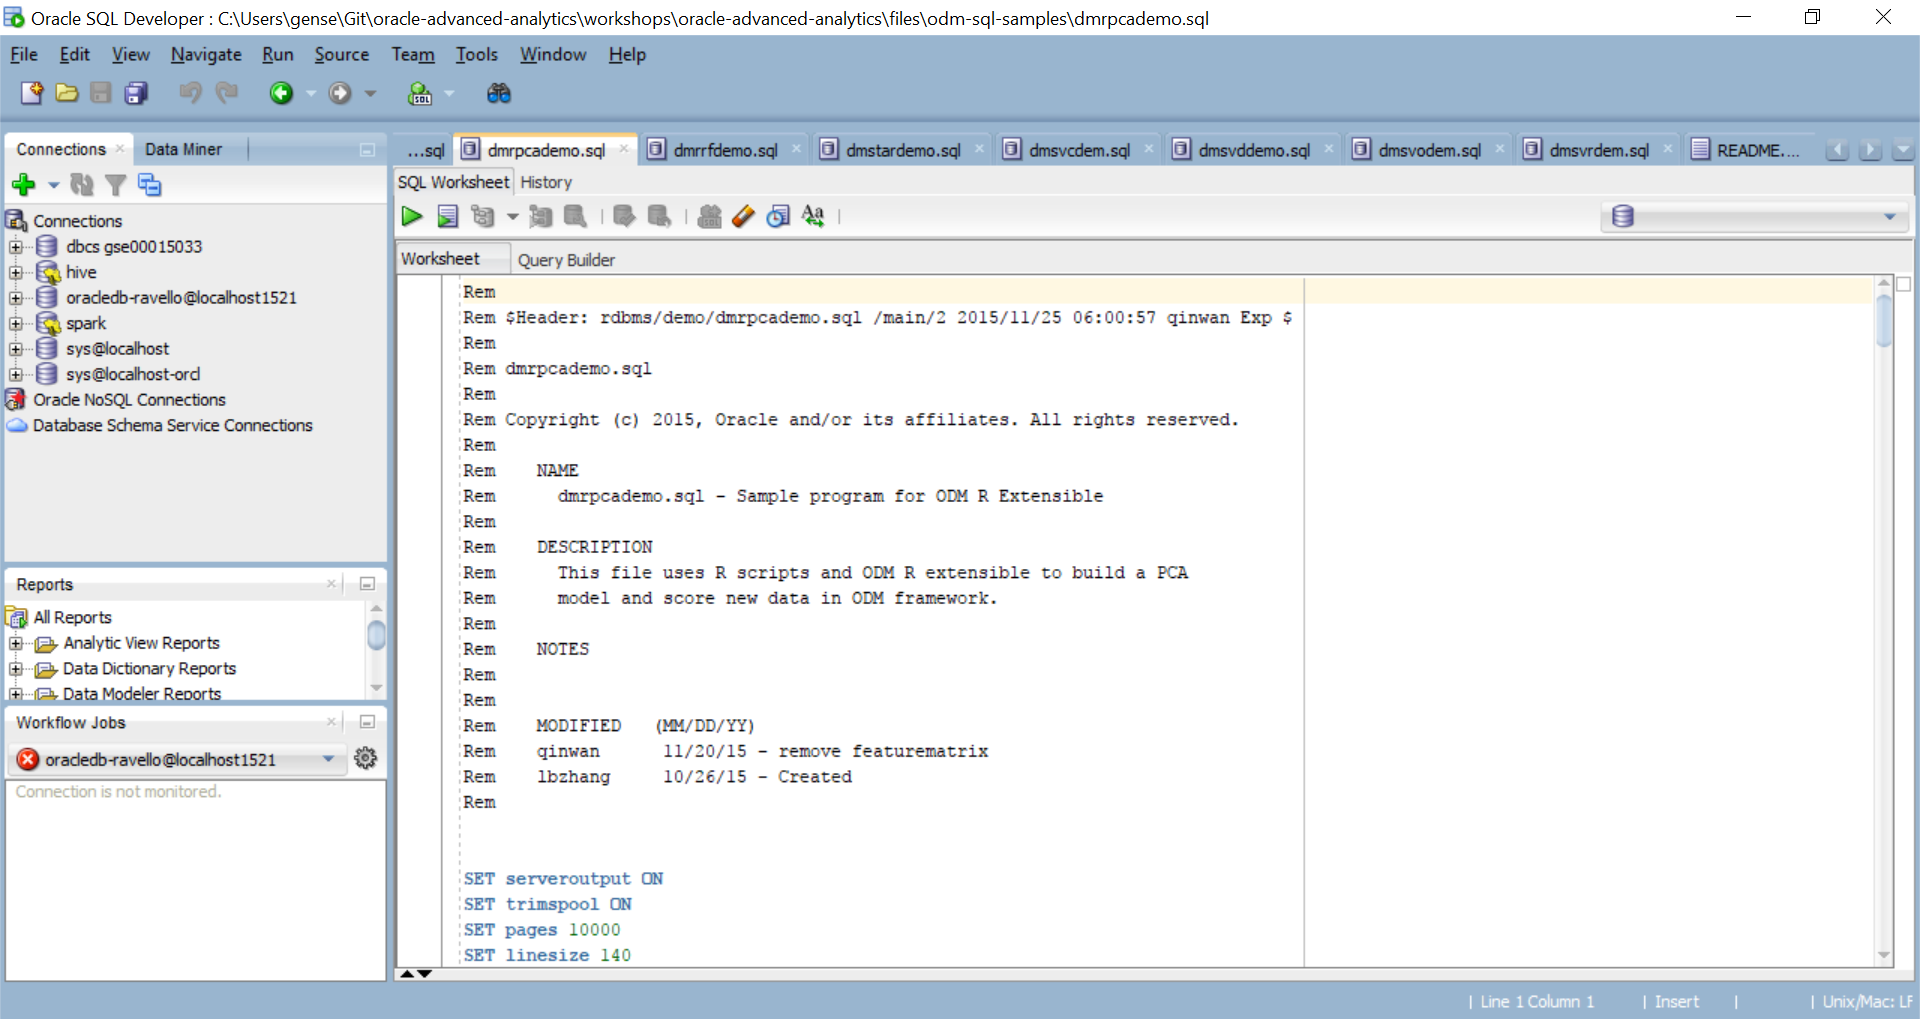 Oracle SQL Developer : C:\Users\gense\Git\oracle-advanced-analytics\workshops\oracle-advanced-analytics\files\odm-sql-samples\dmrpcademo.sql
File Edit View Navigate Run Source Team Tools Window Help
Connections Data Miner
Connections
dbcs gse00015033
hive
oracledb-ravello@localhost1521
spark
sys@localhost
sys@localhost-orcl
Oracle NoSQL Connections
Database Schema Service Connections
Reports
All Reports
Analytic View Reports
Data Dictionary Reports
Data Modeler Reports
Workflow Jobs
oracledb-ravello@localhost1521
Connection is not monitored.
...sql dmrpcademo.sql dmrrfdemo.sql dmstardemo.sql dmsvcdem.sql dmsvddemo.sql dmsvodem.sql dmsvrdem.sql README....
SQL Worksheet History
Worksheet Query Builder
Rem
Rem $Header: rdbms/demo/dmrpcademo.sql /main/2 2015/11/25 06:00:57 qinwan Exp $
Rem
Rem dmrpcademo.sql
Rem
Rem Copyright (c) 2015, Oracle and/or its affiliates. All rights reserved.
Rem
Rem    NAME
Rem      dmrpcademo.sql - Sample program for ODM R Extensible
Rem
Rem    DESCRIPTION
Rem      This file uses R scripts and ODM R extensible to build a PCA
Rem      model and score new data in ODM framework.
Rem
Rem    NOTES
Rem
Rem
Rem    MODIFIED   (MM/DD/YY)
Rem    qinwan      11/20/15 - remove featurematrix
Rem    lbzhang     10/26/15 - Created
Rem
SET serveroutput ON
SET trimspool ON
SET pages 10000
SET linesize 140
Line 1 Column 1 Insert Unix/Mac: LF